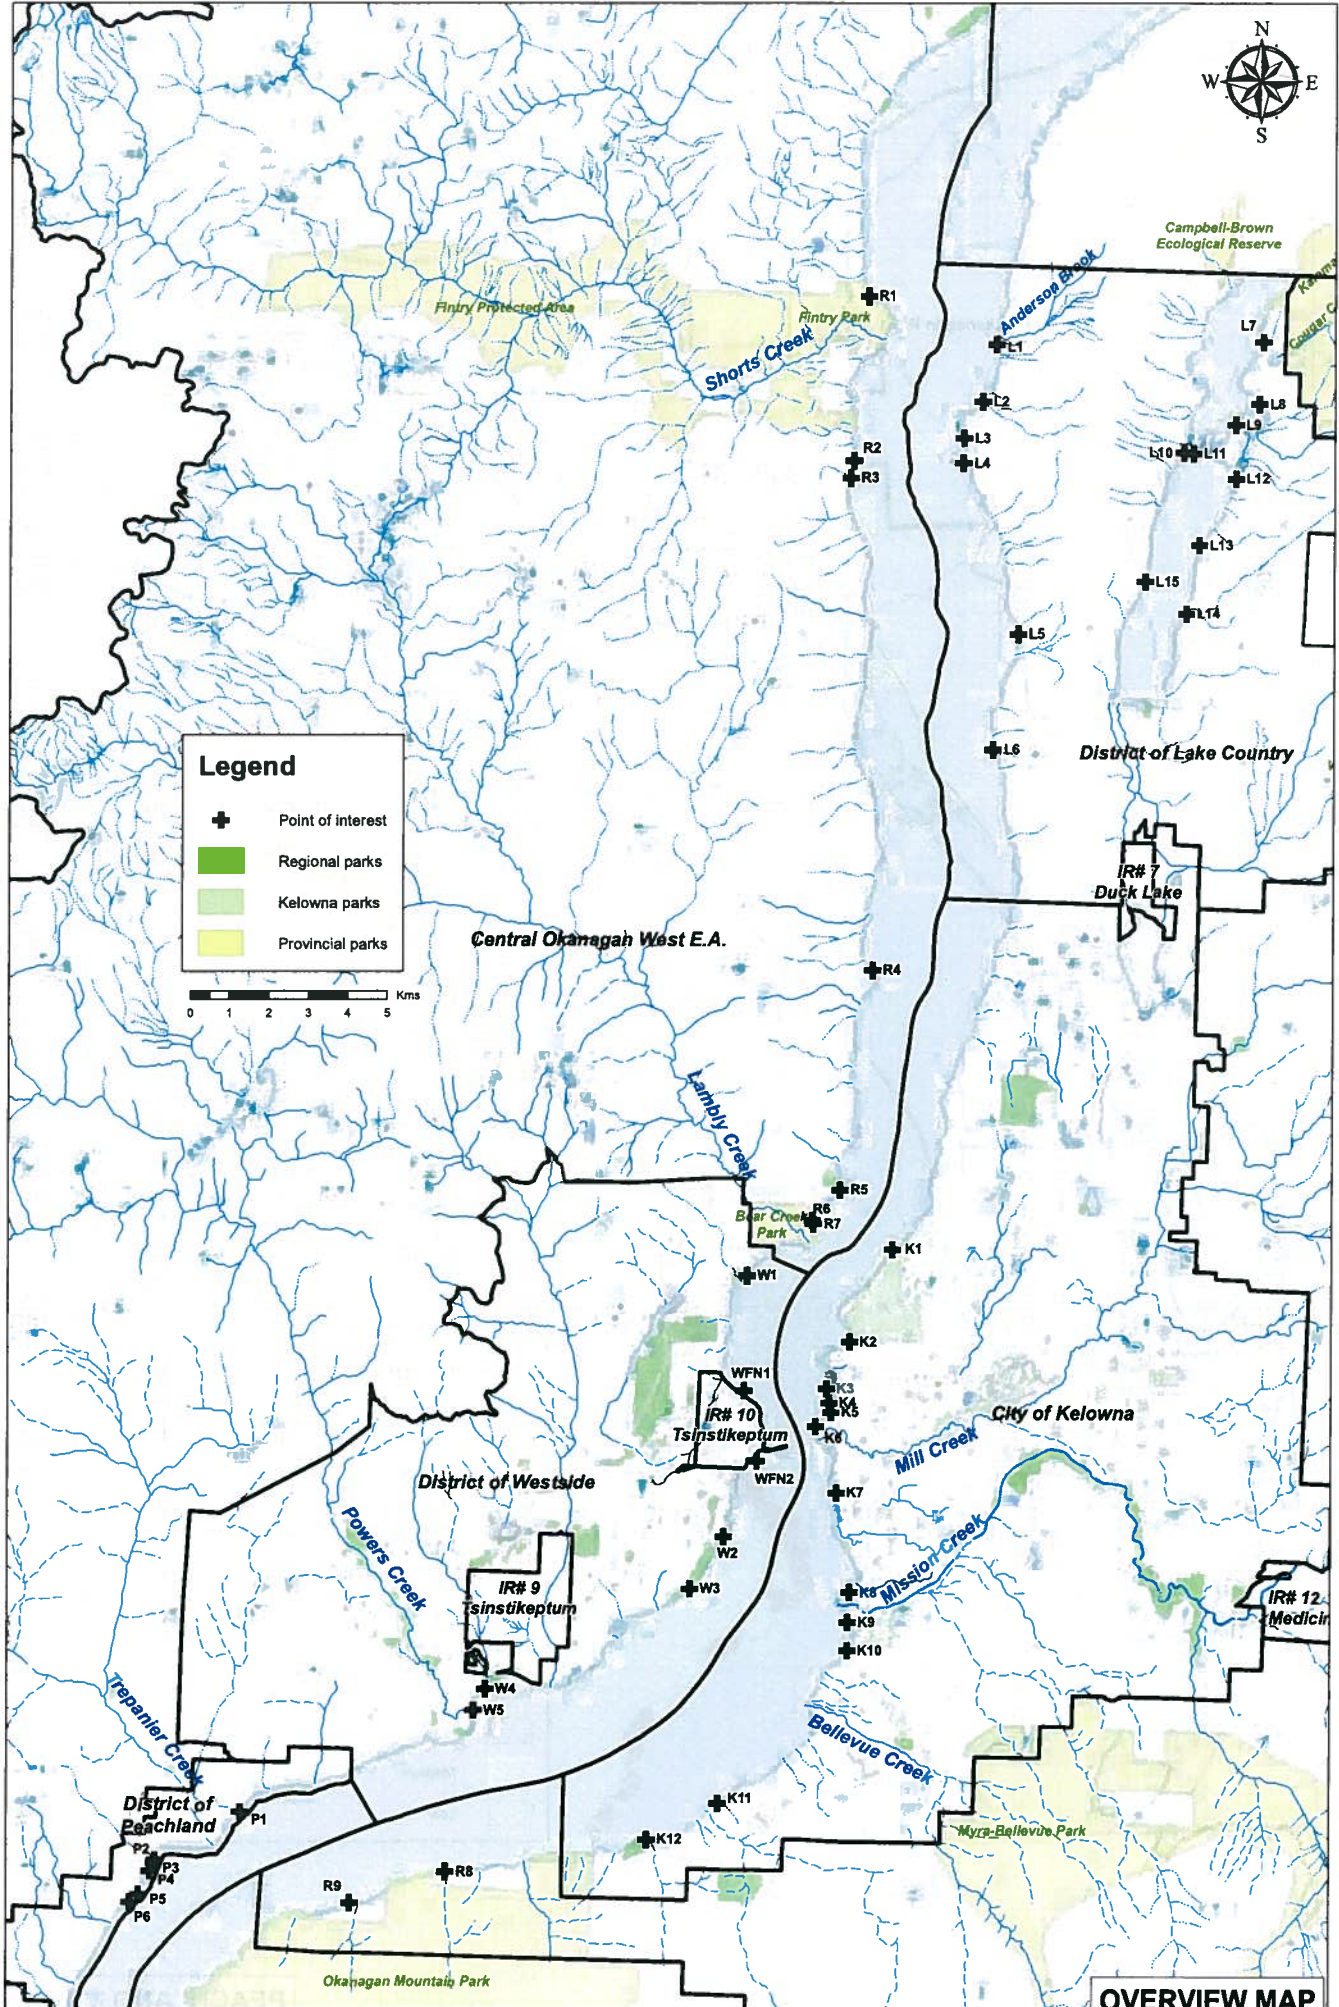 N
W E
S
Campbell-Brown
Ecological Reserve
Cougar
Anderson Brook
Fintry Protected Area
Fintry Park
Shorts Creek
R1
L1
L2
L3
L4
L7
L8
L9
L10
L11
L12
R2
R3
L13
L15
L14
L5
L6
District of Lake Country
Legend
Point of interest
Regional parks
Kelowna parks
Provincial parks
0 1 2 3 4 5 Kms
IR# 7
Duck Lake
Central Okanagan West E.A.
R4
Lambly Creek
R5
R6
R7
Bear Creek
Park
K1
W1
K2
WFN1
K3
K4
K5
K6
IR# 10
Tsinstikeptum
City of Kelowna
Mill Creek
WFN2
District of Westside
K7
Powers Creek
W2
Mission Creek
W3
IR# 9
Tsinstikeptum
K8
K9
K10
IR# 12
Medicin
W4
W5
Trepanier Creek
Bellevue Creek
District of
Peachland
P1
K11
K12
Myra-Bellevue Park
P2
P3
P4
P5
P6
R8
R9
Okanagan Mountain Park
OVERVIEW MAP